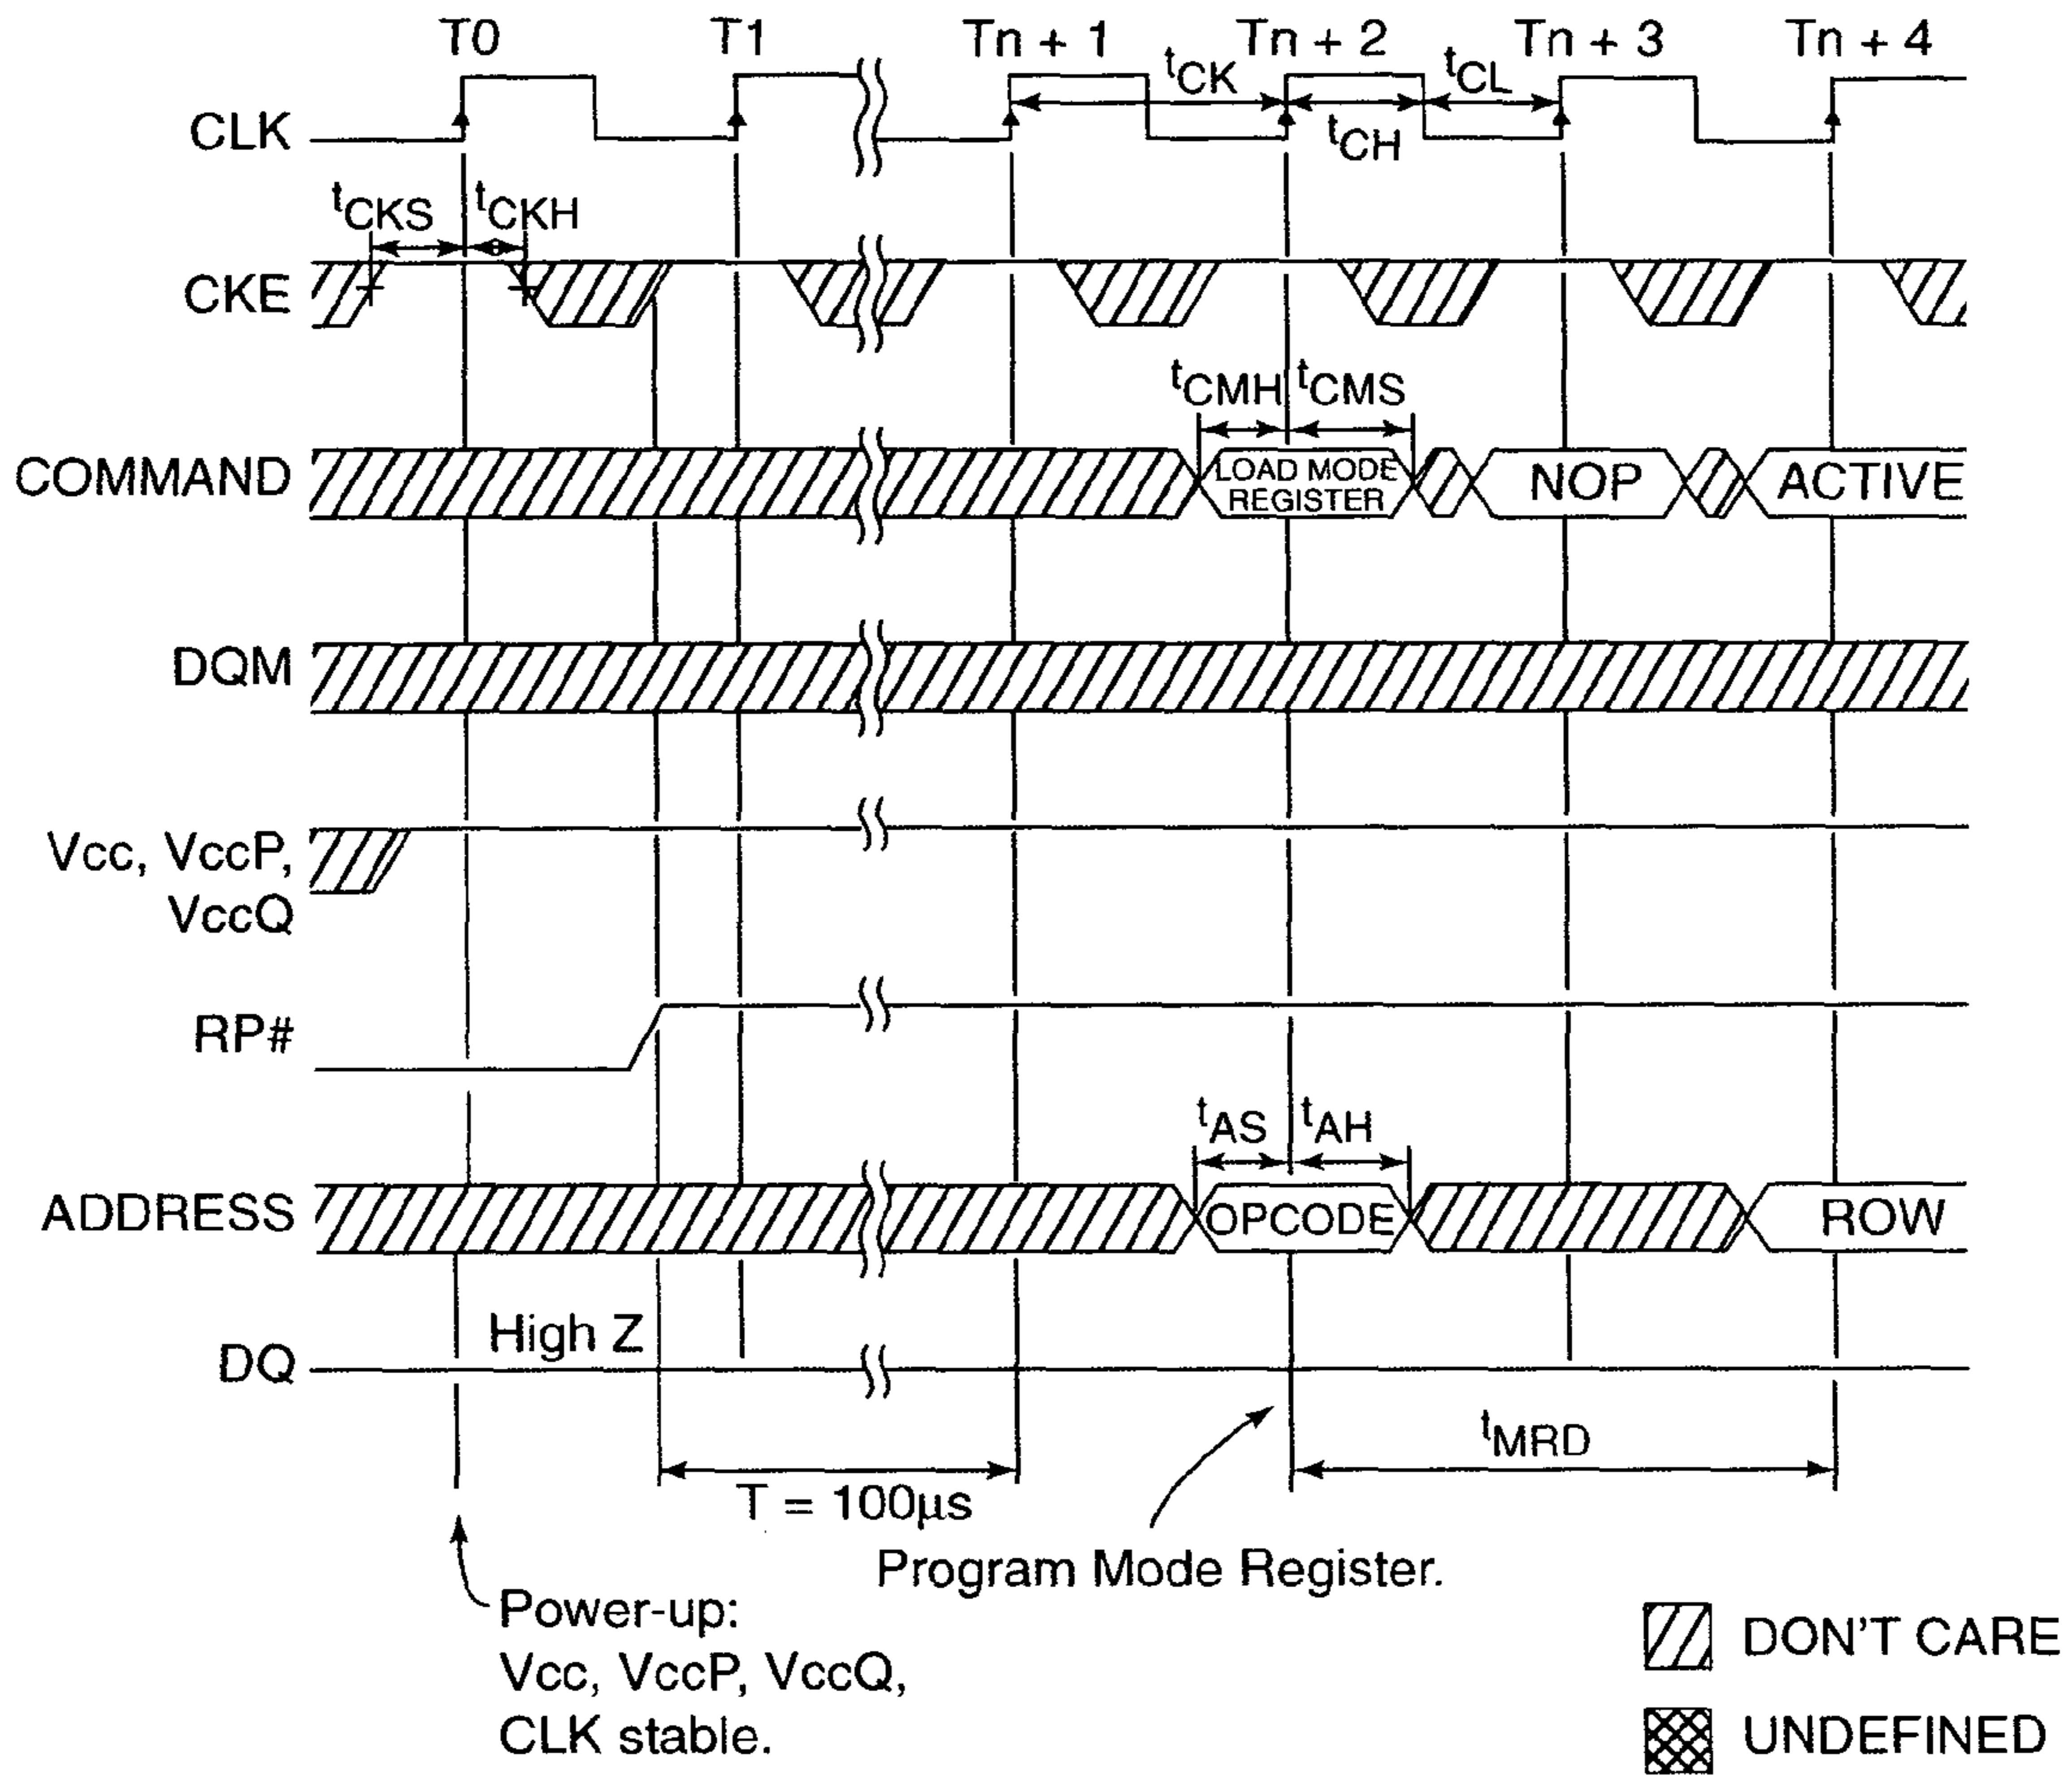 T0 T1 Tn + 1 Tn + 2 Tn + 3 Tn + 4
tCK tCL
CLK
tCH
tCKS tCKH
CKE
tCMH tCMS
COMMAND LOAD MODE REGISTER NOP ACTIVE
DQM
Vcc, VccP,
VccQ
RP#
tAS tAH
ADDRESS OPCODE ROW
High Z
DQ
tMRD
T = 100µs
Program Mode Register.
Power-up:
Vcc, VccP, VccQ,
CLK stable.
DON'T CARE
UNDEFINED